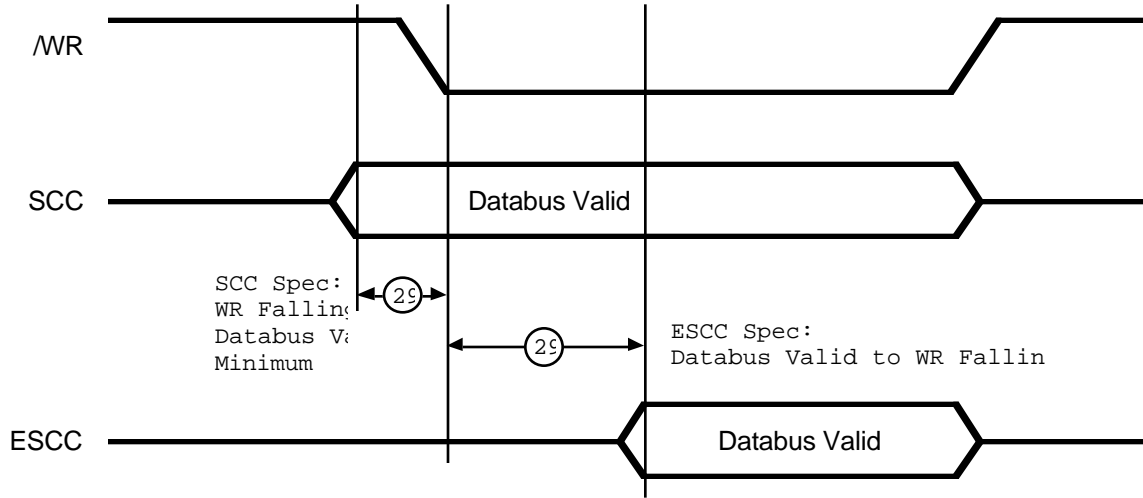 /WR
SCC
Databus Valid
SCC Spec:
WR Falling
Databus Va
Minimum
29
29
ESCC Spec:
Databus Valid to WR Fallin
ESCC
Databus Valid